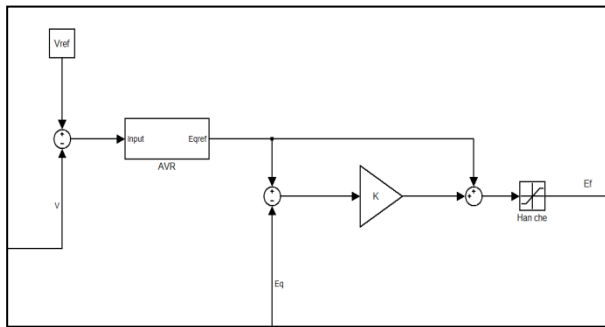 Vref
Input
Eqref
AVR
V
K
Eq
Ef
Han che